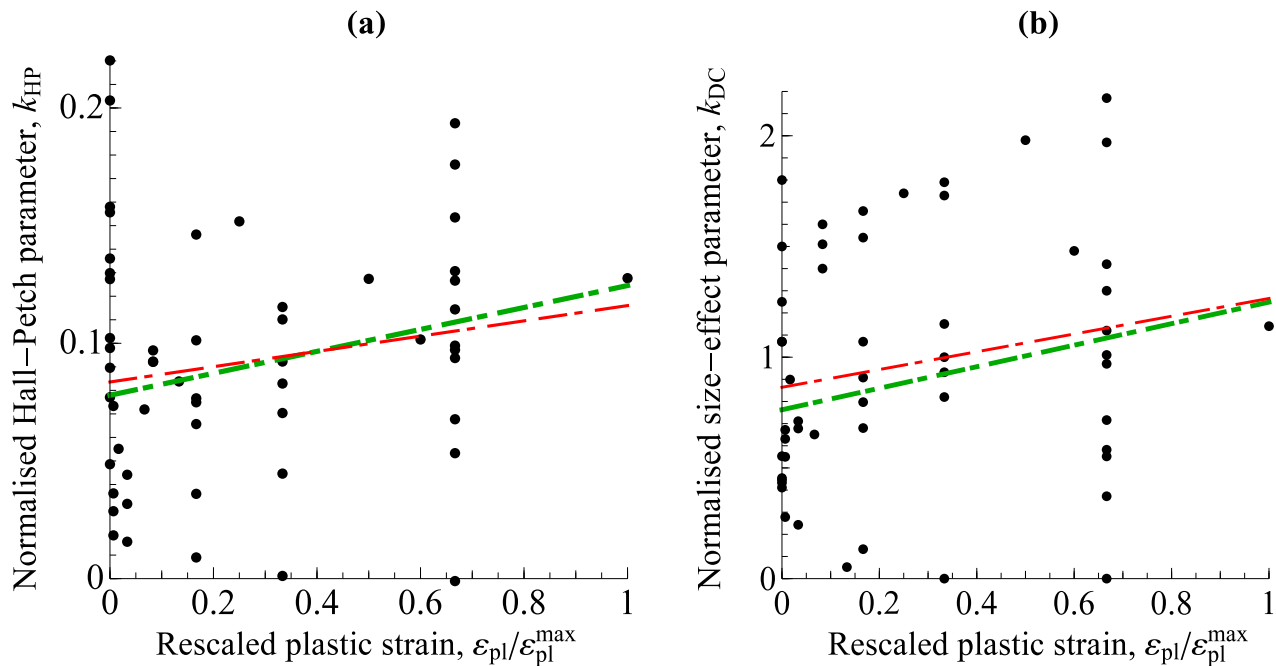 (a)
Normalised Hall–Petch parameter, kHP
0.2
0.1
0
0 0.2 0.4 0.6 0.8 1
Rescaled plastic strain, εpl/εplmax
(b)
Normalised size–effect parameter, kDC
2
1
0
0 0.2 0.4 0.6 0.8 1
Rescaled plastic strain, εpl/εplmax